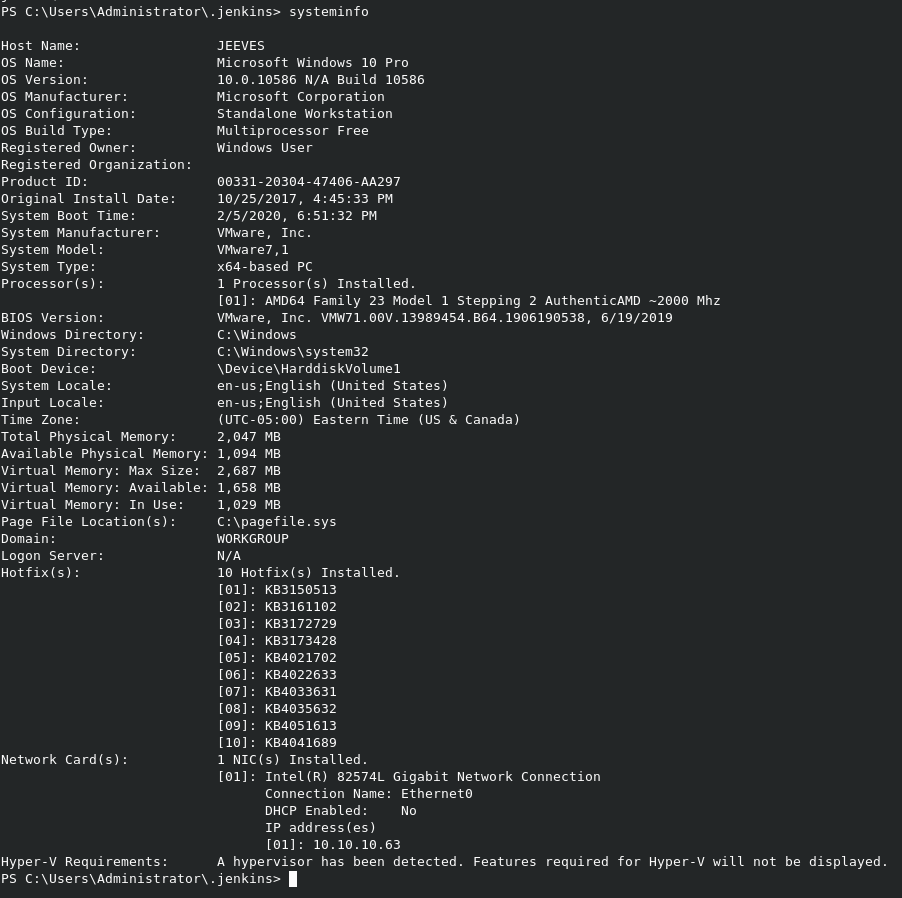 PS C:\Users\Administrator\.jenkins> systeminfo
Host Name:                 JEEVES
OS Name:                   Microsoft Windows 10 Pro
OS Version:                10.0.10586 N/A Build 10586
OS Manufacturer:           Microsoft Corporation
OS Configuration:          Standalone Workstation
OS Build Type:             Multiprocessor Free
Registered Owner:          Windows User
Registered Organization:
Product ID:                00331-20304-47406-AA297
Original Install Date:     10/25/2017, 4:45:33 PM
System Boot Time:          2/5/2020, 6:51:32 PM
System Manufacturer:       VMware, Inc.
System Model:              VMware7,1
System Type:               x64-based PC
Processor(s):              1 Processor(s) Installed.
                           [01]: AMD64 Family 23 Model 1 Stepping 2 AuthenticAMD ~2000 Mhz
BIOS Version:              VMware, Inc. VMW71.00V.13989454.B64.1906190538, 6/19/2019
Windows Directory:         C:\Windows
System Directory:          C:\Windows\system32
Boot Device:               \Device\HarddiskVolume1
System Locale:             en-us;English (United States)
Input Locale:              en-us;English (United States)
Time Zone:                 (UTC-05:00) Eastern Time (US & Canada)
Total Physical Memory:     2,047 MB
Available Physical Memory: 1,094 MB
Virtual Memory: Max Size:  2,687 MB
Virtual Memory: Available: 1,658 MB
Virtual Memory: In Use:    1,029 MB
Page File Location(s):     C:\pagefile.sys
Domain:                    WORKGROUP
Logon Server:              N/A
Hotfix(s):                 10 Hotfix(s) Installed.
                           [01]: KB3150513
                           [02]: KB3161102
                           [03]: KB3172729
                           [04]: KB3173428
                           [05]: KB4021702
                           [06]: KB4022633
                           [07]: KB4033631
                           [08]: KB4035632
                           [09]: KB4051613
                           [10]: KB4041689
Network Card(s):           1 NIC(s) Installed.
                           [01]: Intel(R) 82574L Gigabit Network Connection
                                 Connection Name: Ethernet0
                                 DHCP Enabled:    No
                                 IP address(es)
                                 [01]: 10.10.10.63
Hyper-V Requirements:      A hypervisor has been detected. Features required for Hyper-V will not be displayed.
PS C:\Users\Administrator\.jenkins>